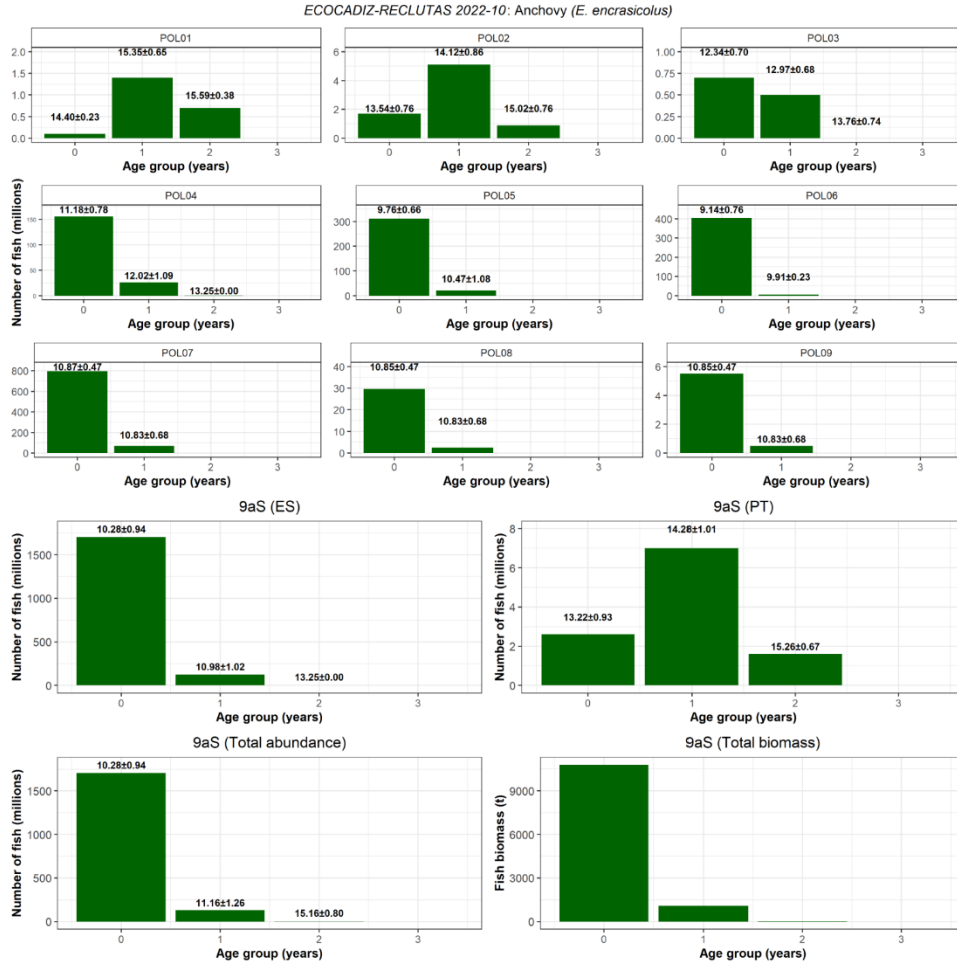 ECOCADIZ-RECLUTAS 2022-10: Anchovy (E. encrasicolus)
POL01 POL02 POL03
2.0 1.5 1.0 0.5 0.0
14.40±0.23 15.35±0.65 15.59±0.38
0 1 2 3
Age group (years)
6 4 2 0
13.54±0.76 14.12±0.86 15.02±0.76
0 1 2 3
Age group (years)
1.00 0.75 0.50 0.25 0.00
12.34±0.70 12.97±0.68 13.76±0.74
0 1 2 3
Age group (years)
Number of fish (millions)
POL04 POL05 POL06
150 100 50 0
11.18±0.78 12.02±1.09 13.25±0.00
0 1 2 3
Age group (years)
300 200 100 0
9.76±0.66 10.47±1.08
0 1 2 3
Age group (years)
400 300 200 100 0
9.14±0.76 9.91±0.23
0 1 2 3
Age group (years)
POL07 POL08 POL09
800 600 400 200 0
10.87±0.47 10.83±0.68
0 1 2 3
Age group (years)
40 30 20 10 0
10.85±0.47 10.83±0.68
0 1 2 3
Age group (years)
6 4 2 0
10.85±0.47 10.83±0.68
0 1 2 3
Age group (years)
9aS (ES)
Number of fish (millions)
1500 1000 500 0
10.28±0.94 10.98±1.02 13.25±0.00
0 1 2 3
Age group (years)
9aS (PT)
Number of fish (millions)
8 6 4 2 0
13.22±0.93 14.28±1.01 15.26±0.67
0 1 2 3
Age group (years)
9aS (Total abundance)
Number of fish (millions)
1500 1000 500 0
10.28±0.94 11.16±1.26 15.16±0.80
0 1 2 3
Age group (years)
9aS (Total biomass)
Fish biomass (t)
9000 6000 3000 0
0 1 2 3
Age group (years)